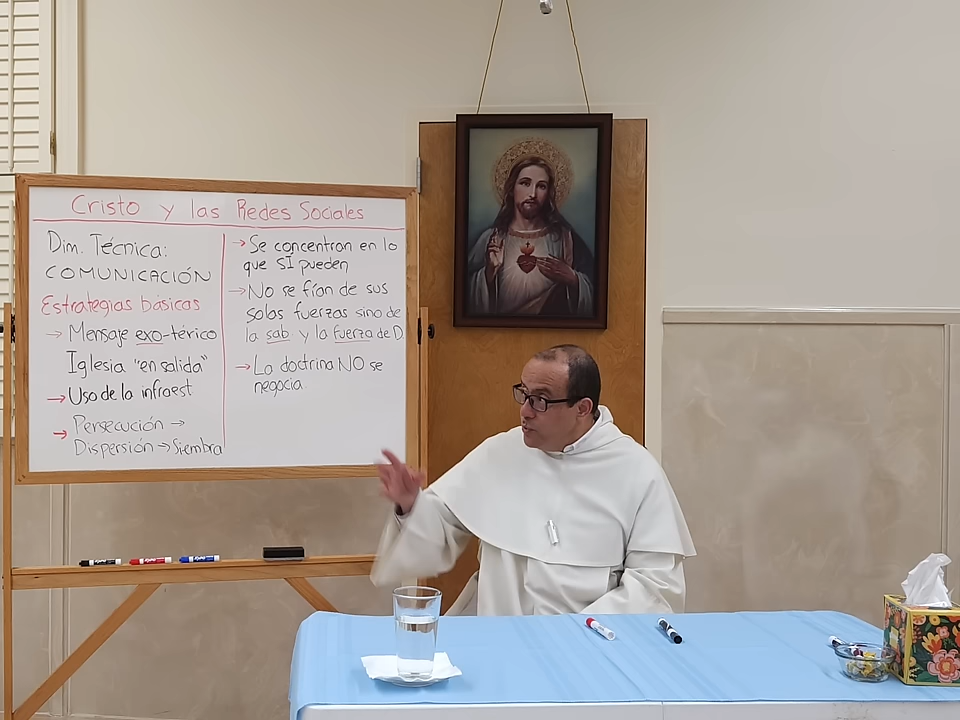 Cristo y las Redes Sociales
Dim. Técnica:
COMUNICACIÓN
Estrategias básicas
→ Mensaje exo-térico
Iglesia "en salida"
→ Uso de la infraest
→ Persecución →
Dispersión → Siembra
→ Se concentran en lo
que SÍ pueden
→ No se fían de sus
solas fuerzas sino de
la sab. y la fuerza de D.
→ La doctrina NO se
negocia.